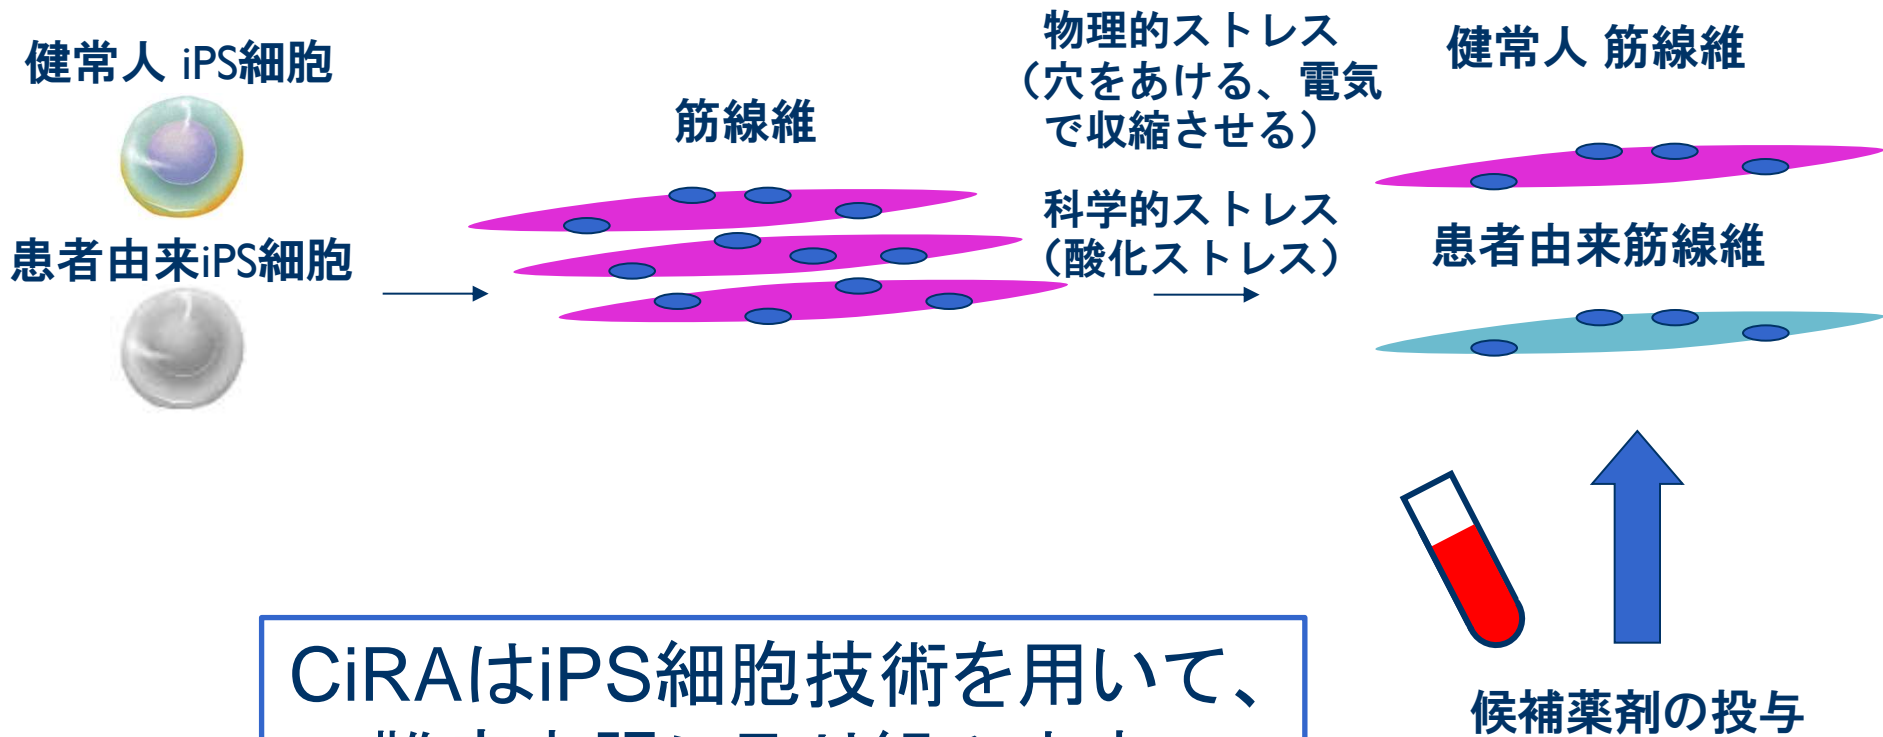 健常人 iPS細胞
患者由来iPS細胞
筋線維
物理的ストレス
（穴をあける、電気
で収縮させる）
科学的ストレス
（酸化ストレス）
健常人 筋線維
患者由来筋線維
候補薬剤の投与
CiRAはiPS細胞技術を用いて、